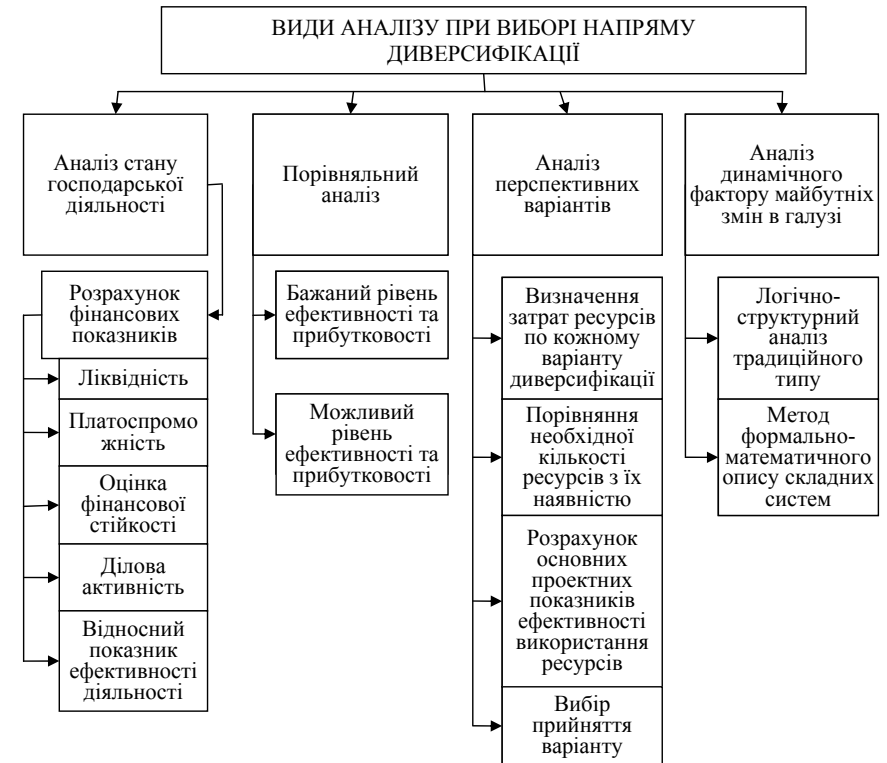 ВИДИ АНАЛІЗУ ПРИ ВИБОРІ НАПРЯМУ
ДИВЕРСИФІКАЦІЇ
Аналіз стану
господарської
діяльності
Розрахунок
фінансових
показників
Ліквідність
Платоспромо
жність
Оцінка
фінансової
стійкості
Ділова
активність
Відносний
показник
ефективності
діяльності
Порівняльний
аналіз
Бажаний рівень
ефективності та
прибутковості
Можливий
рівень
ефективності та
прибутковості
Аналіз
перспективних
варіантів
Визначення
затрат ресурсів
по кожному
варіанту
диверсифікації
Порівняння
необхідної
кількості
ресурсів з їх
наявністю
Розрахунок
основних
проектних
показників
ефективності
використання
ресурсів
Вибір
прийняття
варіанту
Аналіз
динамічного
фактору майбутніх
змін в галузі
Логічно-
структурний
аналіз
традиційного
типу
Метод
формально-
математичного
опису складних
систем